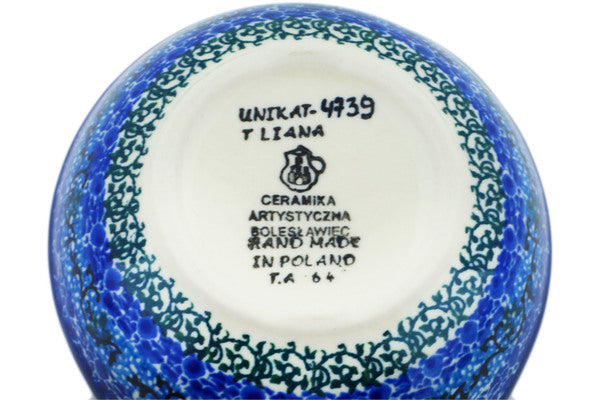 UNIKAT-4739
T LIANA
CERAMIKA
ARTYSTYCZNA
BOLESŁAWIEC
HAND MADE
IN POLAND
T.A 64